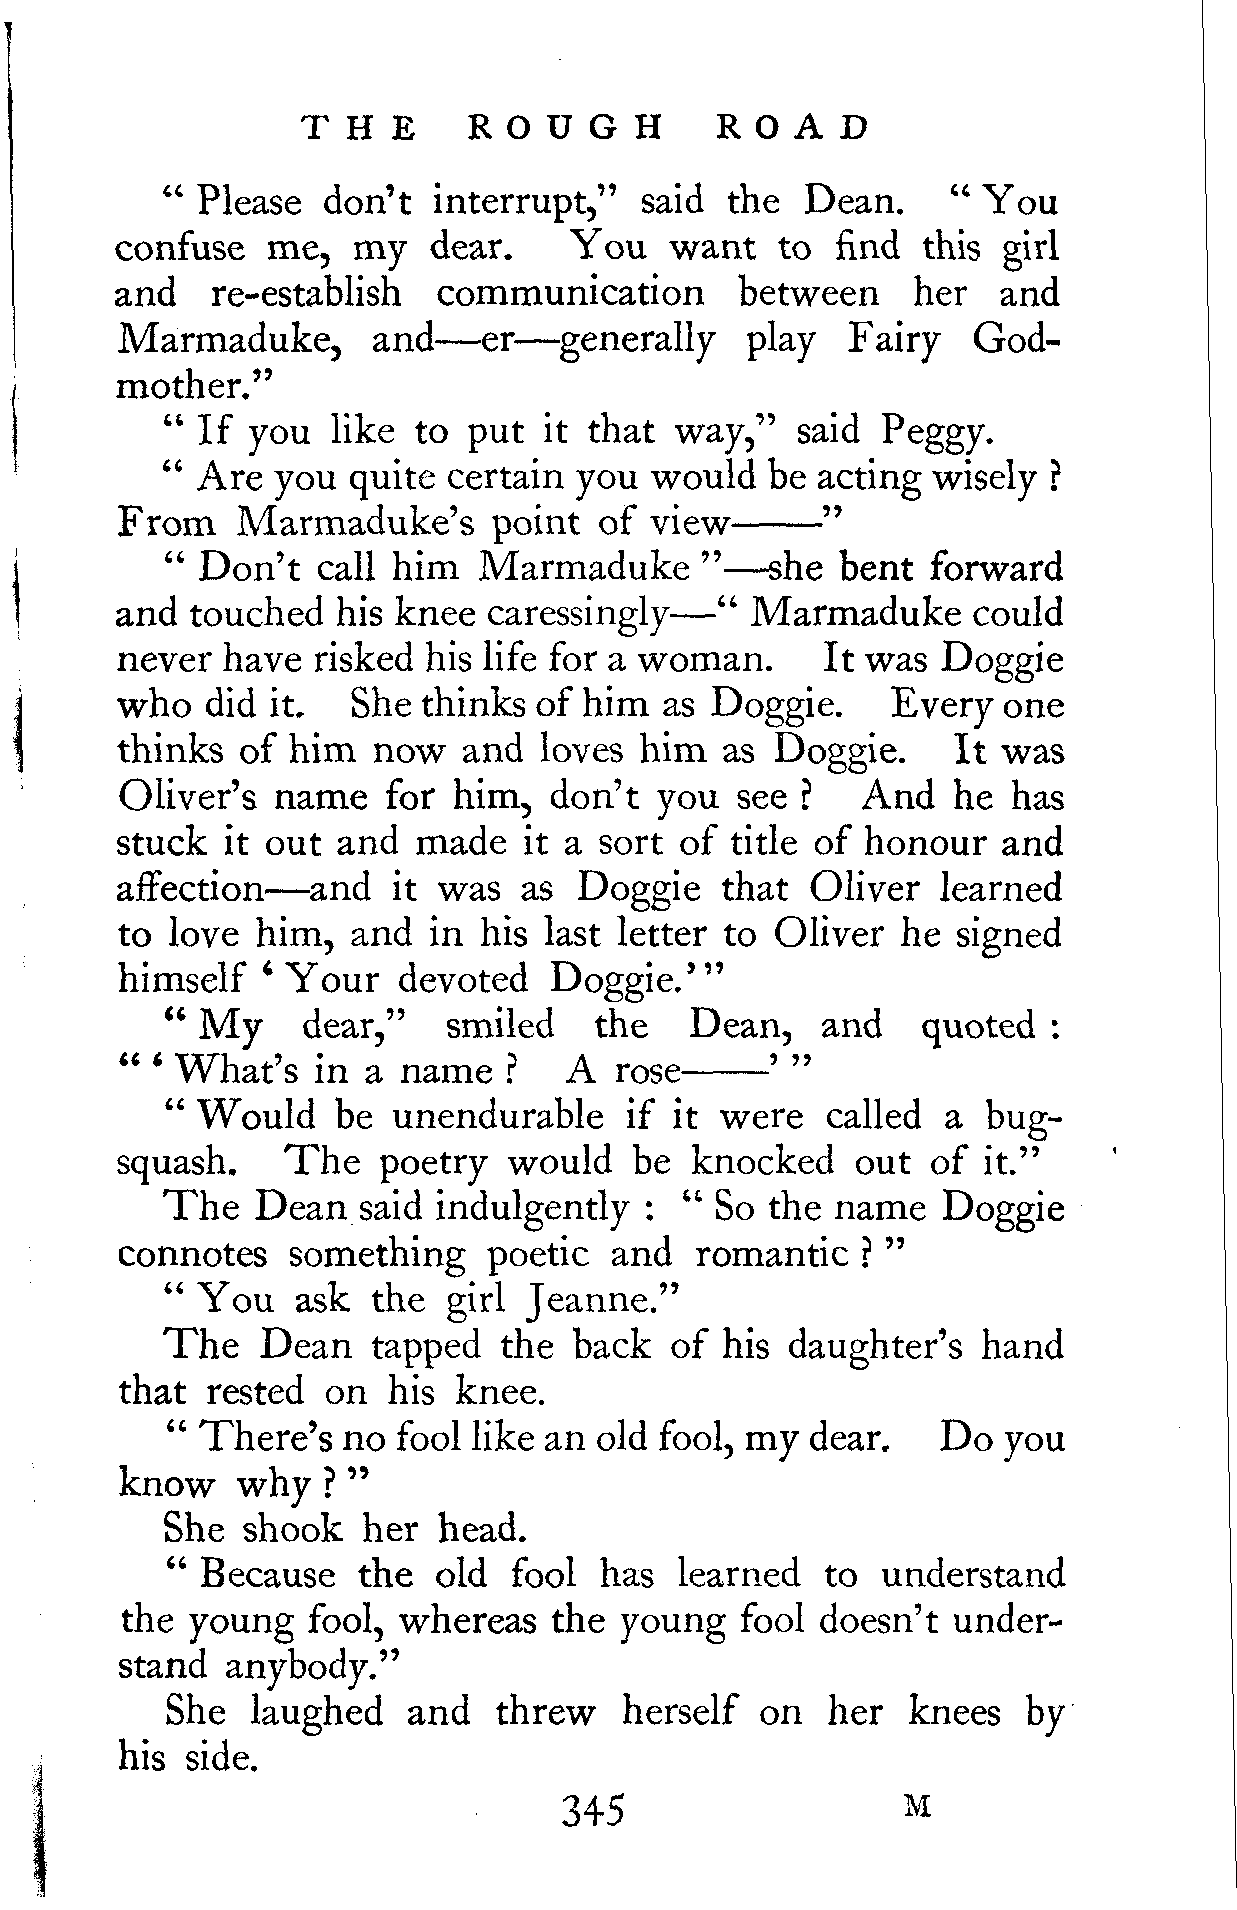 THE ROUGH ROAD
“ Please don’t interrupt,” said the Dean. “ You
confuse me, my dear. You want to find this girl
and re-establish communication between her and
Marmaduke, and—er—generally play Fairy God-
mother.”
“ If you like to put it that way,” said Peggy.
“ Are you quite certain you would be acting wisely ?
From Marmaduke’s point of view——”
“ Don’t call him Marmaduke ”—she bent forward
and touched his knee caressingly—“ Marmaduke could
never have risked his life for a woman. It was Doggie
who did it. She thinks of him as Doggie. Every one
thinks of him now and loves him as Doggie. It was
Oliver’s name for him, don’t you see ? And he has
stuck it out and made it a sort of title of honour and
affection—and it was as Doggie that Oliver learned
to love him, and in his last letter to Oliver he signed
himself ‘ Your devoted Doggie.’ ”
“ My dear,” smiled the Dean, and quoted :
“ ‘ What’s in a name ? A rose——’ ”
“ Would be unendurable if it were called a bug-
squash. The poetry would be knocked out of it.”
The Dean said indulgently : “ So the name Doggie
connotes something poetic and romantic ? ”
“ You ask the girl Jeanne.”
The Dean tapped the back of his daughter’s hand
that rested on his knee.
“ There’s no fool like an old fool, my dear. Do you
know why ? ”
She shook her head.
“ Because the old fool has learned to understand
the young fool, whereas the young fool doesn’t under-
stand anybody.”
She laughed and threw herself on her knees by
his side.
345 M